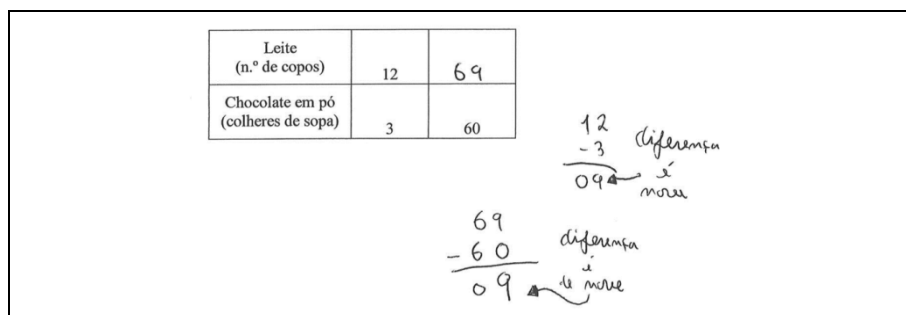 Leite
(n.º de copos) 12 69
Chocolate em pó
(colheres de sopa) 3 60
12
- 3
09
diferença
é
nove
69
- 60
09
diferença
é
de nove